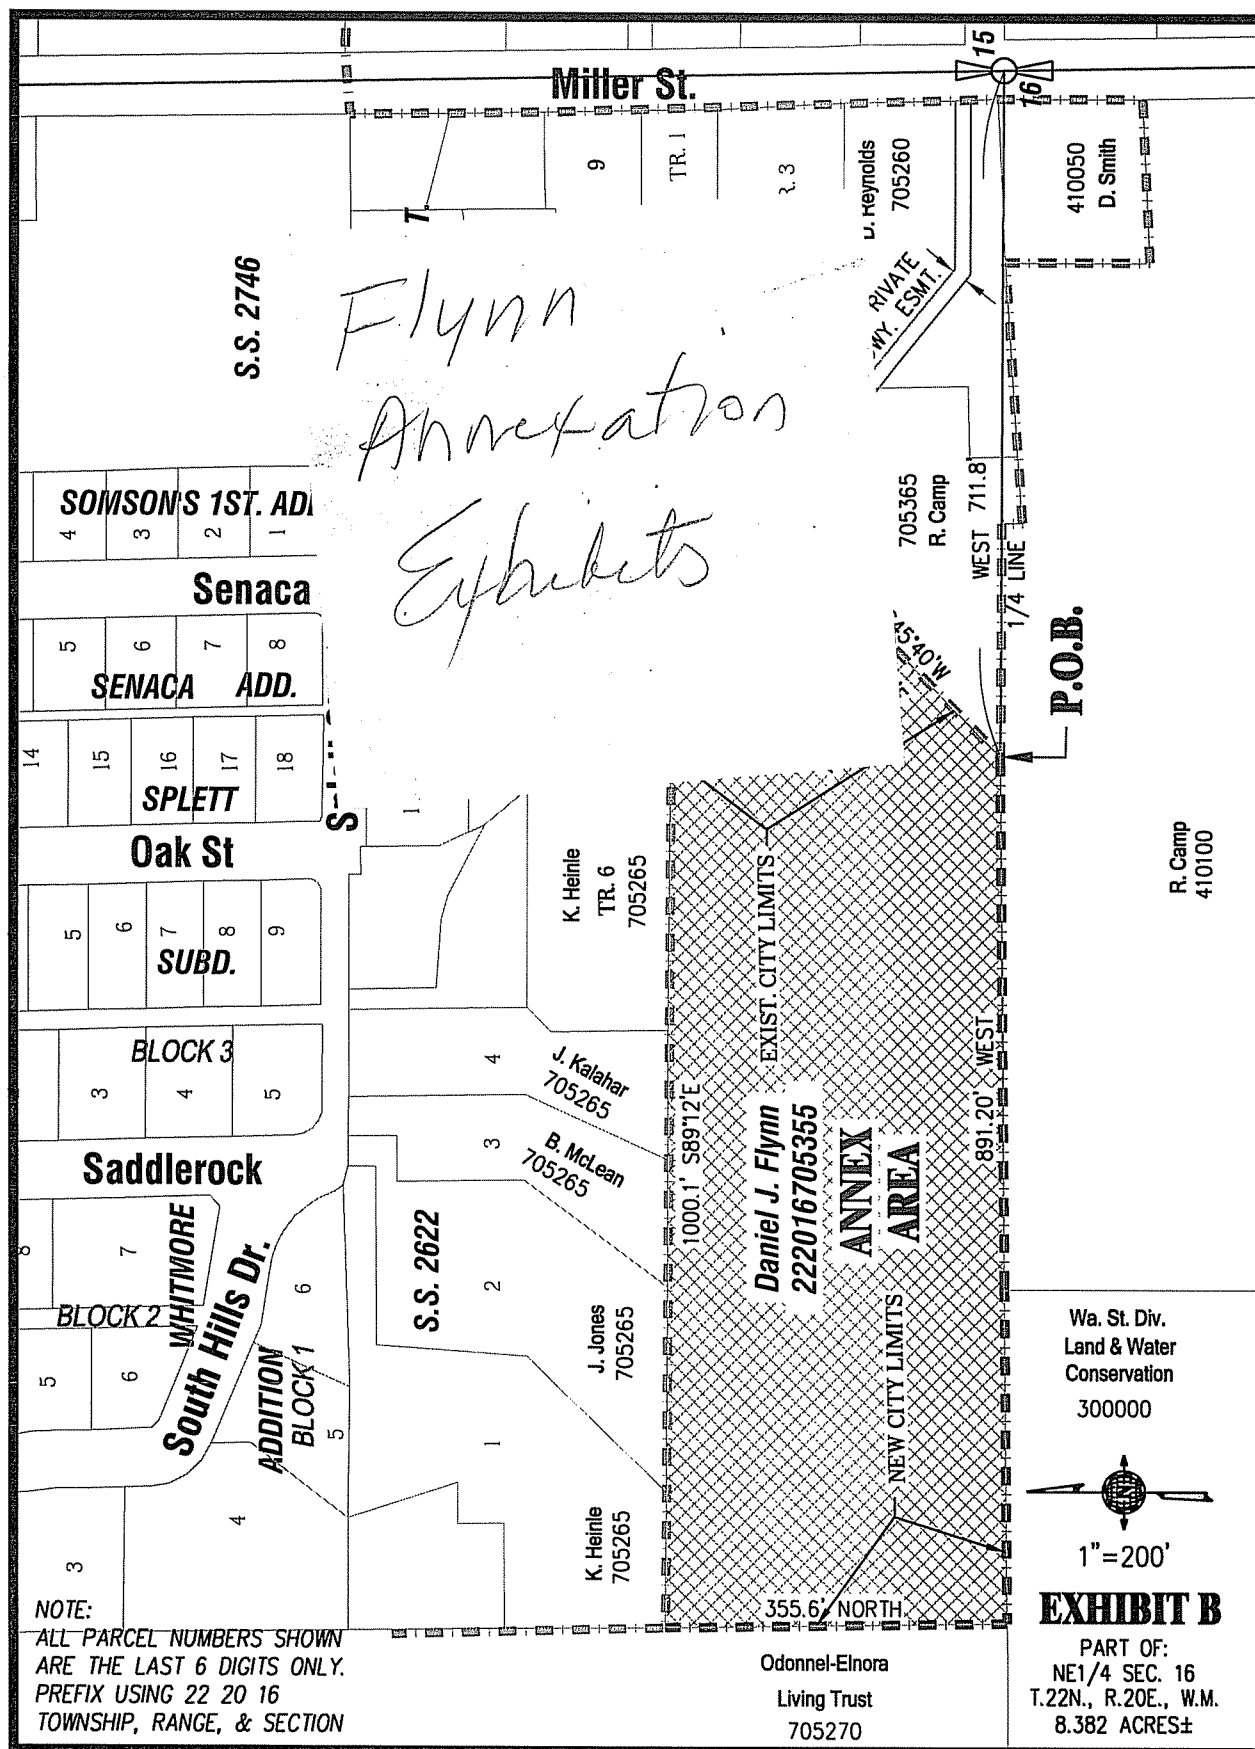 Miller St.
15
16
9
TR. 1
R. 3
D. Reynolds
705260
410050
D. Smith
T.
S.S. 2746
Flynn
Annexation
Exhibits
RIVATE
WY. ESMT.
SOMSON'S 1ST. AD
4
3
2
1
705365
R. Camp
WEST 711.8
1/4 LINE
Senaca
5
6
7
8
SENACA ADD.
45°40'W
P.O.B.
14
15
16
17
18
SPLETT
S
1
Oak St
K. Heinle
TR. 6
705265
EXIST. CITY LIMITS
R. Camp
410100
5
6
7
8
9
SUBD.
BLOCK 3
3
4
5
4
J. Kalahar
705265
3
B. McLean
705265
1000.1' S89°12'E
Daniel J. Flynn
222016705355
ANNEX
AREA
891.20' WEST
Saddlerock
8
7
WHITMORE
BLOCK 2
South Hills Dr.
6
S.S. 2622
2
5
6
ADDITION
BLOCK 1
5
J. Jones
705265
1
NEW CITY LIMITS
Wa. St. Div.
Land & Water
Conservation
300000
4
3
K. Heinle
705265
N
1"=200'
355.6' NORTH
NOTE:
ALL PARCEL NUMBERS SHOWN
ARE THE LAST 6 DIGITS ONLY.
PREFIX USING 22 20 16
TOWNSHIP, RANGE, & SECTION
Odonnel-Elnora
Living Trust
705270
EXHIBIT B
PART OF:
NE1/4 SEC. 16
T.22N., R.20E., W.M.
8.382 ACRES±